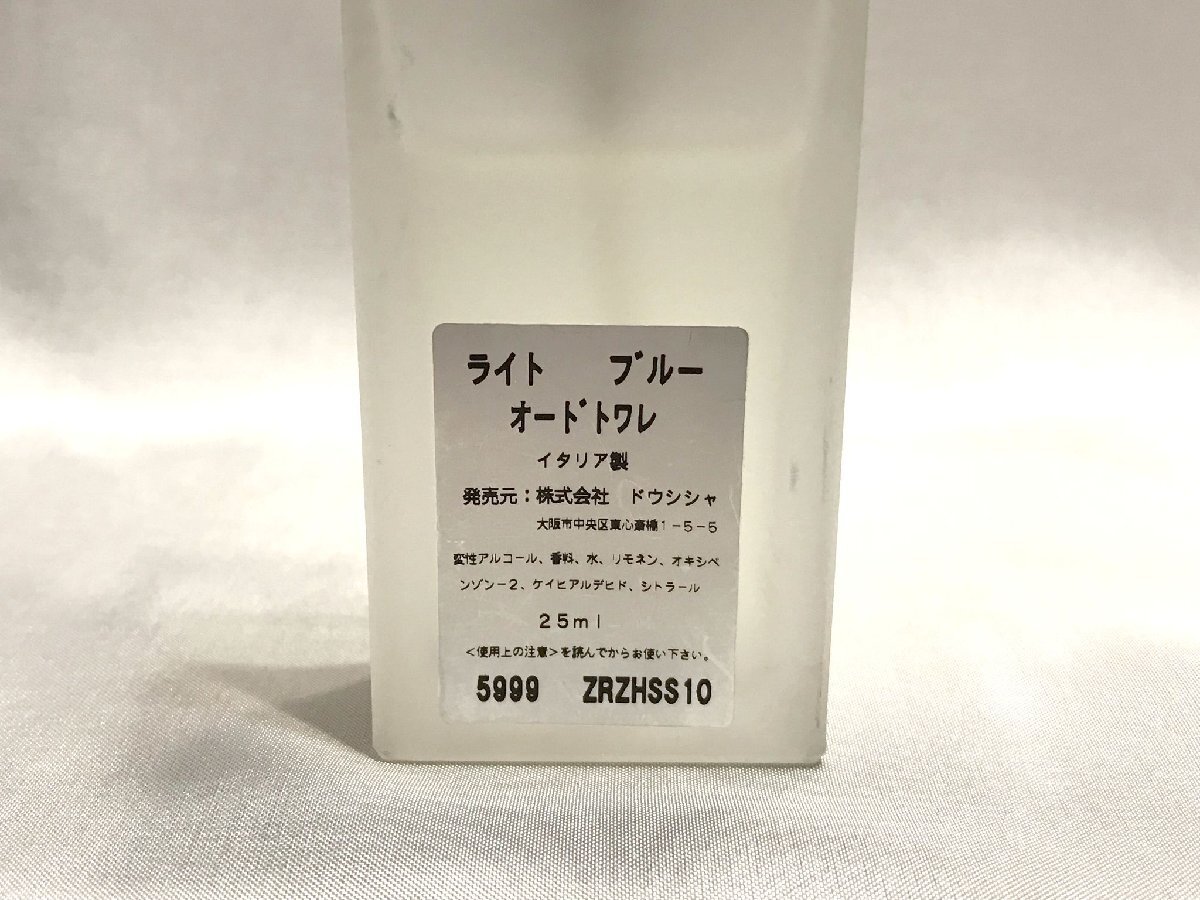 ライト　ブルー
オードトワレ
イタリア製
発売元：株式会社　ドウシシャ
大阪市中央区東心斎橋１－５－５
変性アルコール、香料、水、リモネン、オキシベ
ンゾン－２、ケイヒアルデヒド、シトラール
２５ｍｌ
＜使用上の注意＞を読んでからお使い下さい。
5999　ZRZHSS10